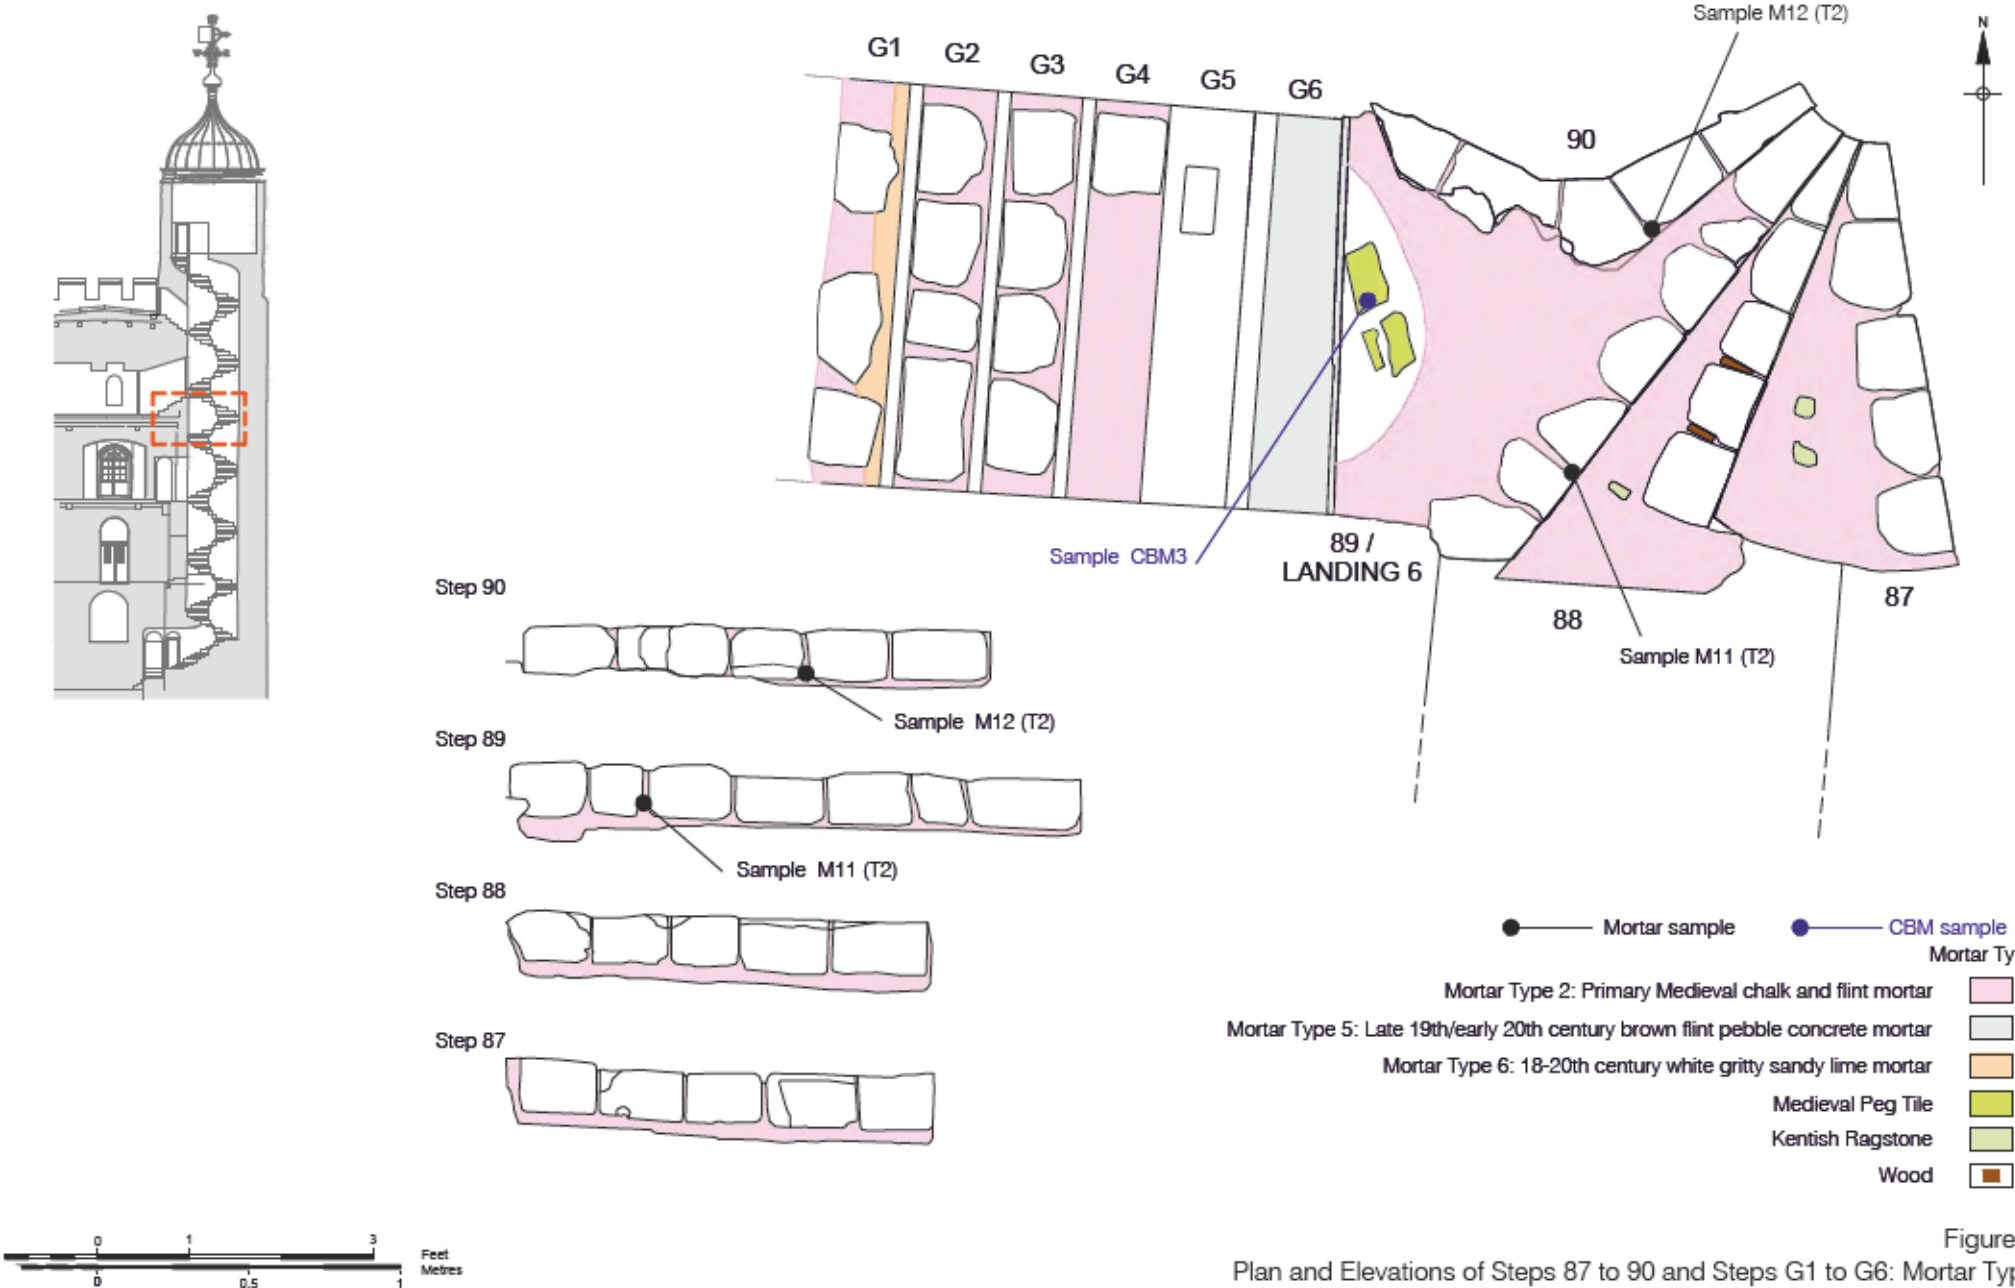 Sample M12 (T2)
N
G1 G2 G3 G4 G5 G6
90
Sample CBM3
89 /
LANDING 6
88
87
Sample M11 (T2)
Step 90
Sample M12 (T2)
Step 89
Sample M11 (T2)
Step 88
Step 87
Mortar sample CBM sample
Mortar Ty
Mortar Type 2: Primary Medieval chalk and flint mortar
Mortar Type 5: Late 19th/early 20th century brown flint pebble concrete mortar
Mortar Type 6: 18-20th century white gritty sandy lime mortar
Medieval Peg Tile
Kentish Ragstone
Wood
0 1 3
Feet
Metres
0 0.5 1
Figure
Plan and Elevations of Steps 87 to 90 and Steps G1 to G6: Mortar Ty